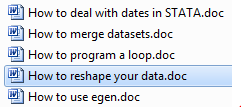 How to deal with dates in STATA.doc
How to merge datasets.doc
How to program a loop.doc
How to reshape your data.doc
How to use egen.doc